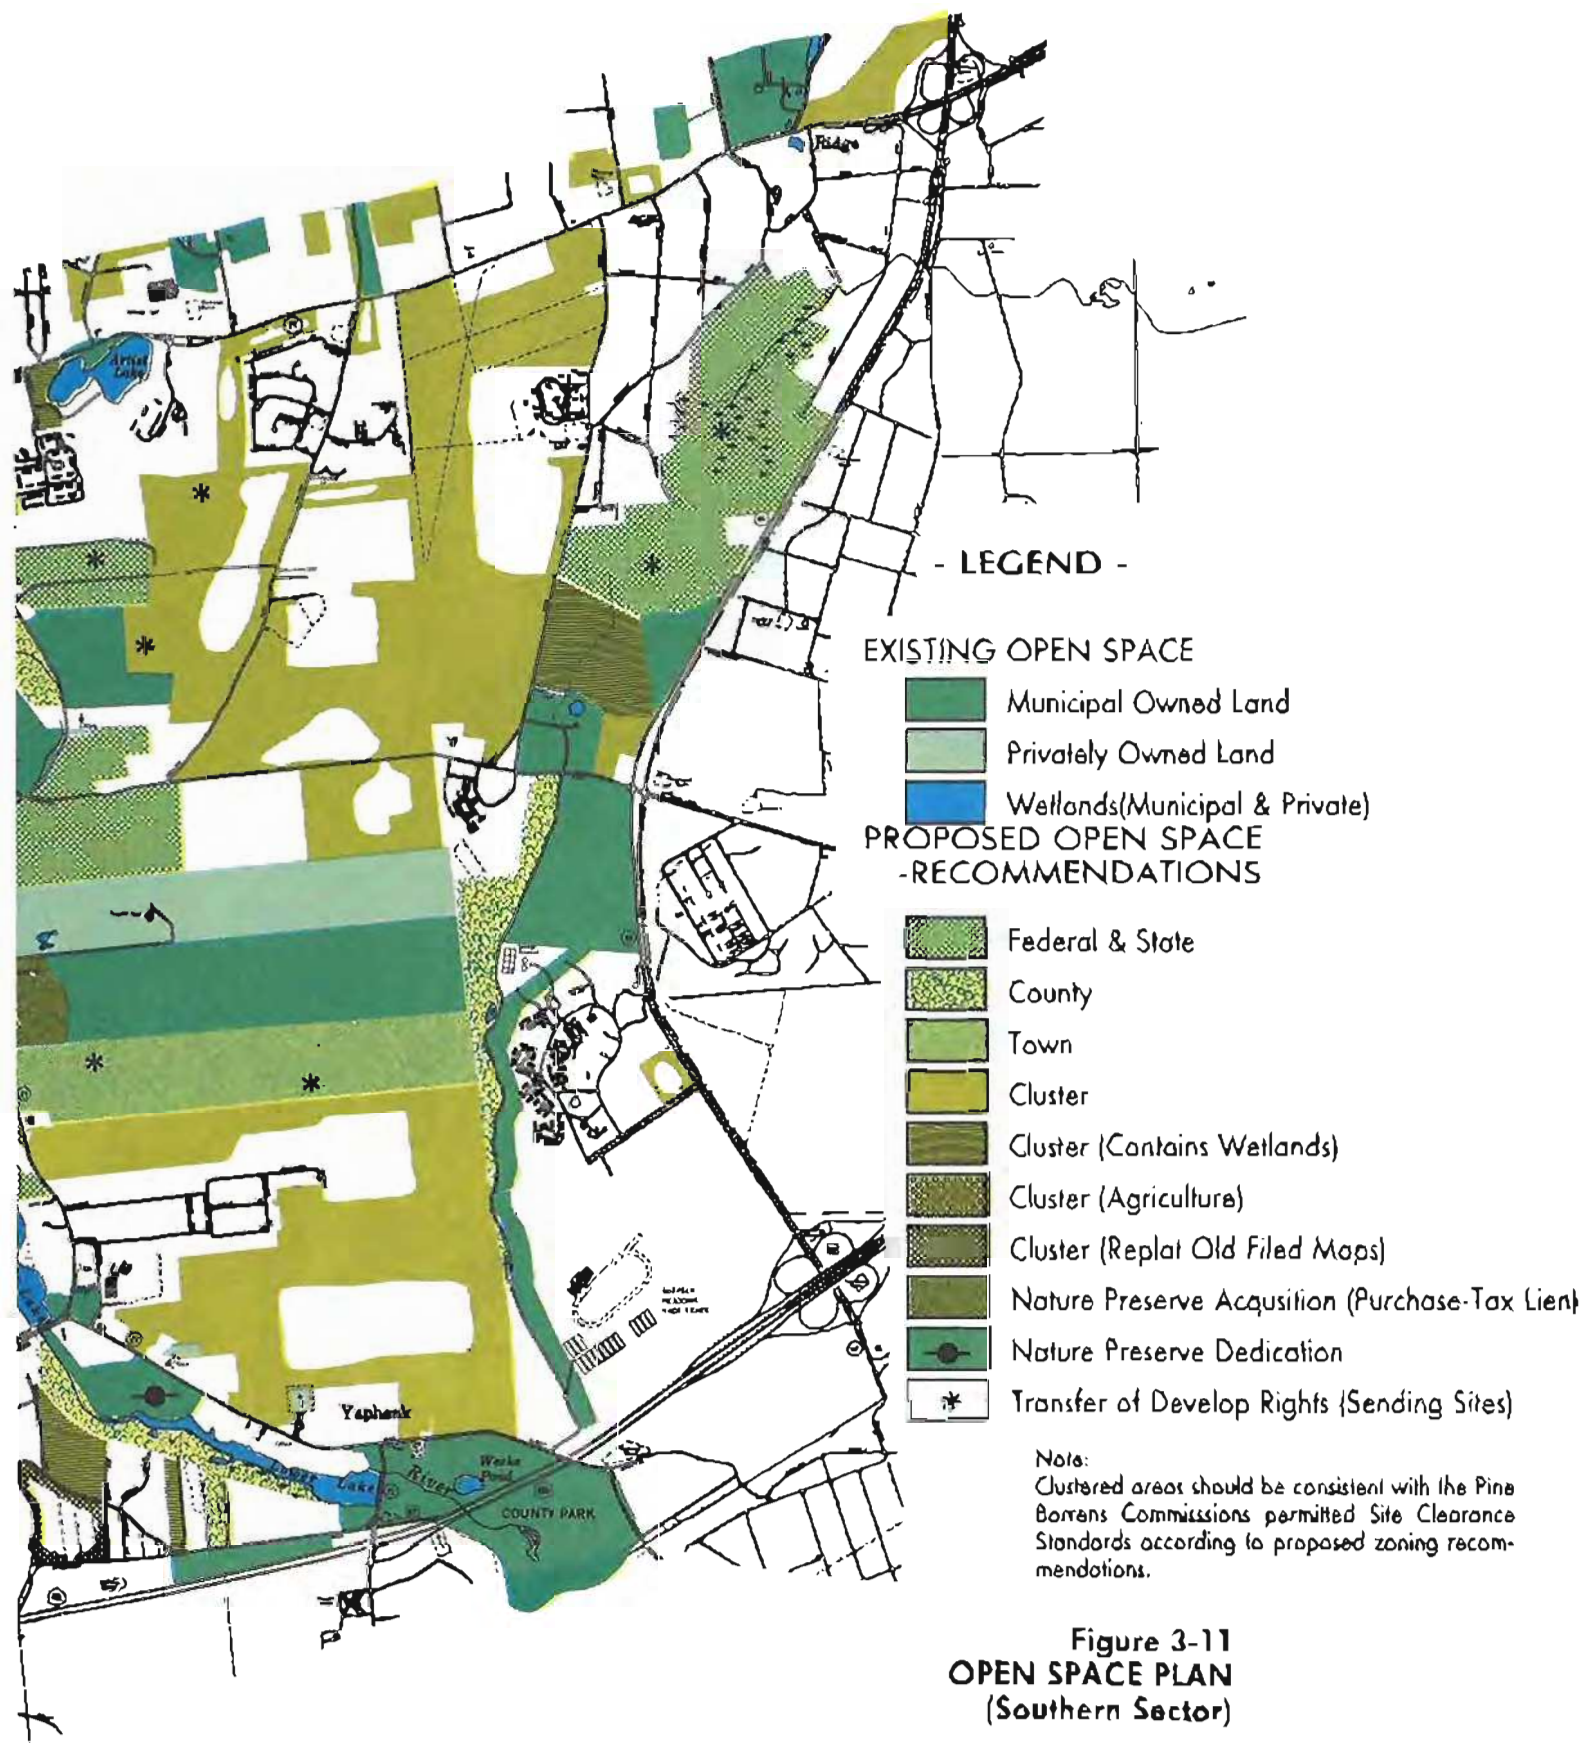 Ridge
Artist
Lake
- LEGEND -
EXISTING OPEN SPACE
Municipal Owned Land
Privately Owned Land
Wetlands(Municipal & Private)
PROPOSED OPEN SPACE
-RECOMMENDATIONS
Federal & State
County
Town
Cluster
Cluster (Contains Wetlands)
Cluster (Agriculture)
Cluster (Replat Old Filed Maps)
Nature Preserve Acqusition (Purchase-Tax Lien)
Nature Preserve Dedication
Transfer of Develop Rights (Sending Sites)
Lake
Yaphank
Lower
Lake
River
Weeks
Pond
COUNTY PARK
Note:
Clustered areas should be consistent with the Pine
Barrens Commisssions permitted Site Clearance
Standards according to proposed zoning recom-
mendations.
Figure 3-11
OPEN SPACE PLAN
(Southern Sector)